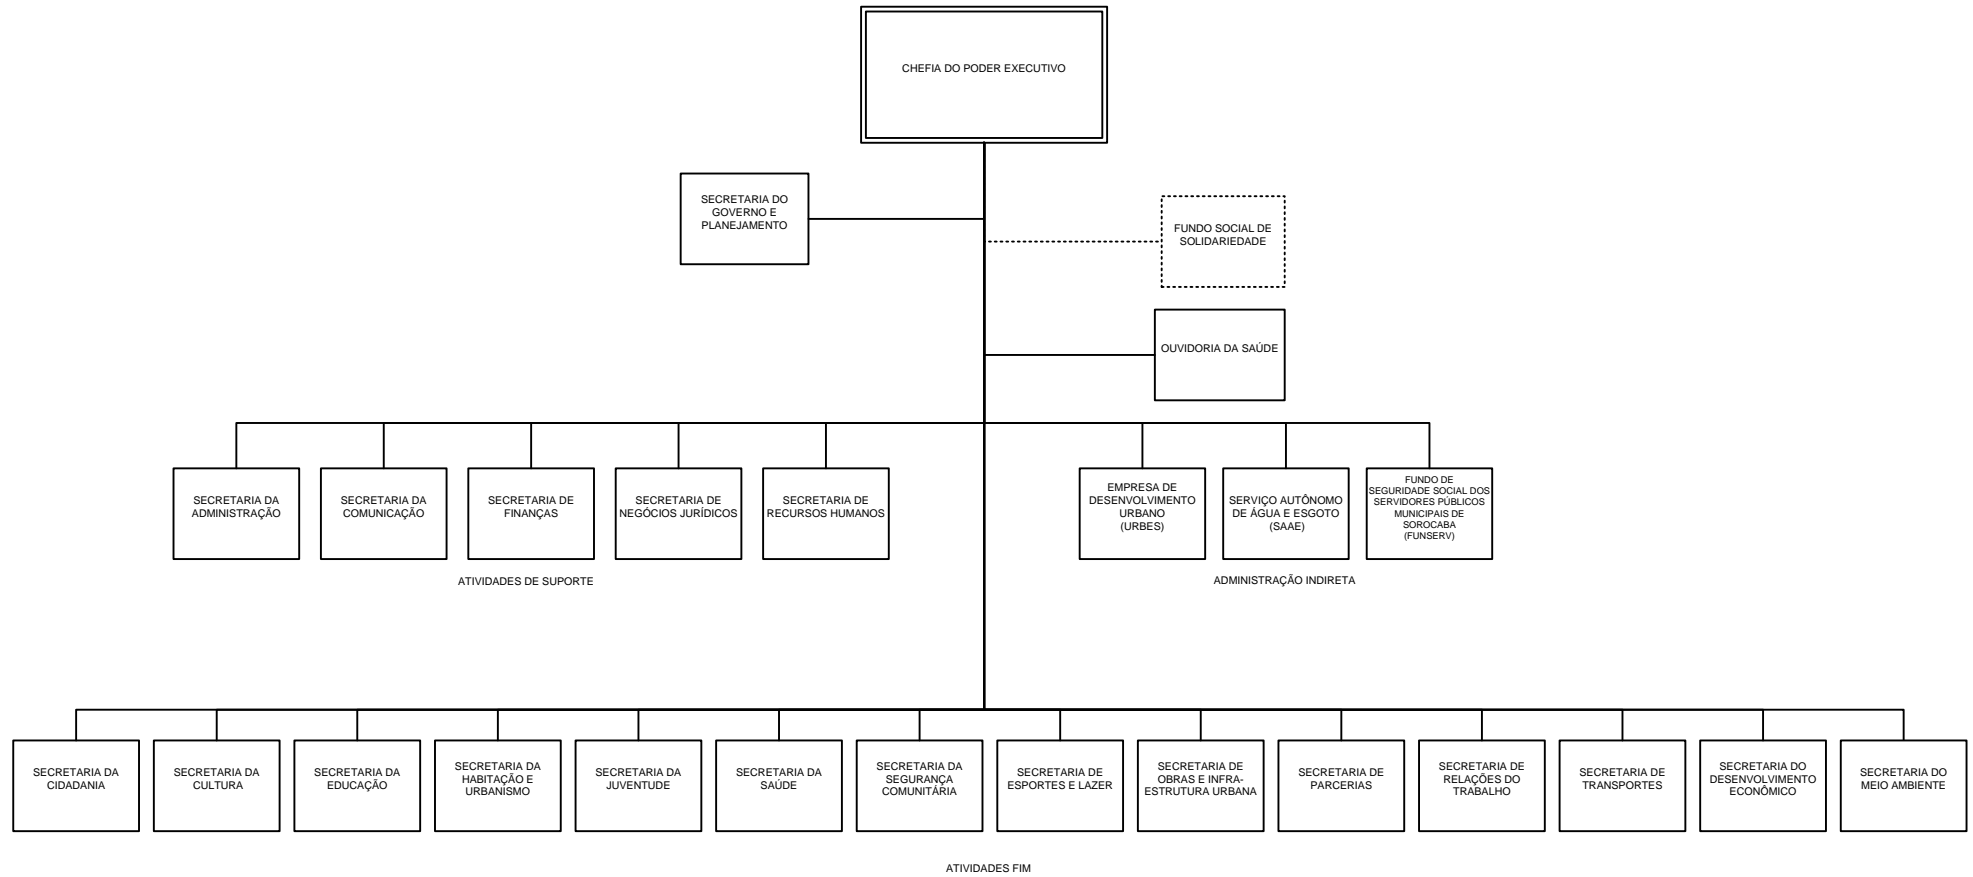 CHEFIA DO PODER EXECUTIVO
SECRETARIA DO
GOVERNO E
PLANEJAMENTO
FUNDO SOCIAL DE
SOLIDARIEDADE
OUVIDORIA DA SAÚDE
SECRETARIA DA
ADMINISTRAÇÃO
SECRETARIA DA
COMUNICAÇÃO
SECRETARIA DE
FINANÇAS
SECRETARIA DE
NEGÓCIOS JURÍDICOS
SECRETARIA DE
RECURSOS HUMANOS
EMPRESA DE
DESENVOLVIMENTO
URBANO
(URBES)
SERVIÇO AUTÔNOMO
DE ÁGUA E ESGOTO
(SAAE)
FUNDO DE
SEGURIDADE SOCIAL DOS
SERVIDORES PÚBLICOS
MUNICIPAIS DE
SOROCABA
(FUNSERV)
ATIVIDADES DE SUPORTE
ADMINISTRAÇÃO INDIRETA
SECRETARIA DA
CIDADANIA
SECRETARIA DA
CULTURA
SECRETARIA DA
EDUCAÇÃO
SECRETARIA DA
HABITAÇÃO E
URBANISMO
SECRETARIA DA
JUVENTUDE
SECRETARIA DA
SAÚDE
SECRETARIA DA
SEGURANÇA
COMUNITÁRIA
SECRETARIA DE
ESPORTES E LAZER
SECRETARIA DE
OBRAS E INFRA-
ESTRUTURA URBANA
SECRETARIA DE
PARCERIAS
SECRETARIA DE
RELAÇÕES DO
TRABALHO
SECRETARIA DE
TRANSPORTES
SECRETARIA DO
DESENVOLVIMENTO
ECONÔMICO
SECRETARIA DO
MEIO AMBIENTE
ATIVIDADES FIM